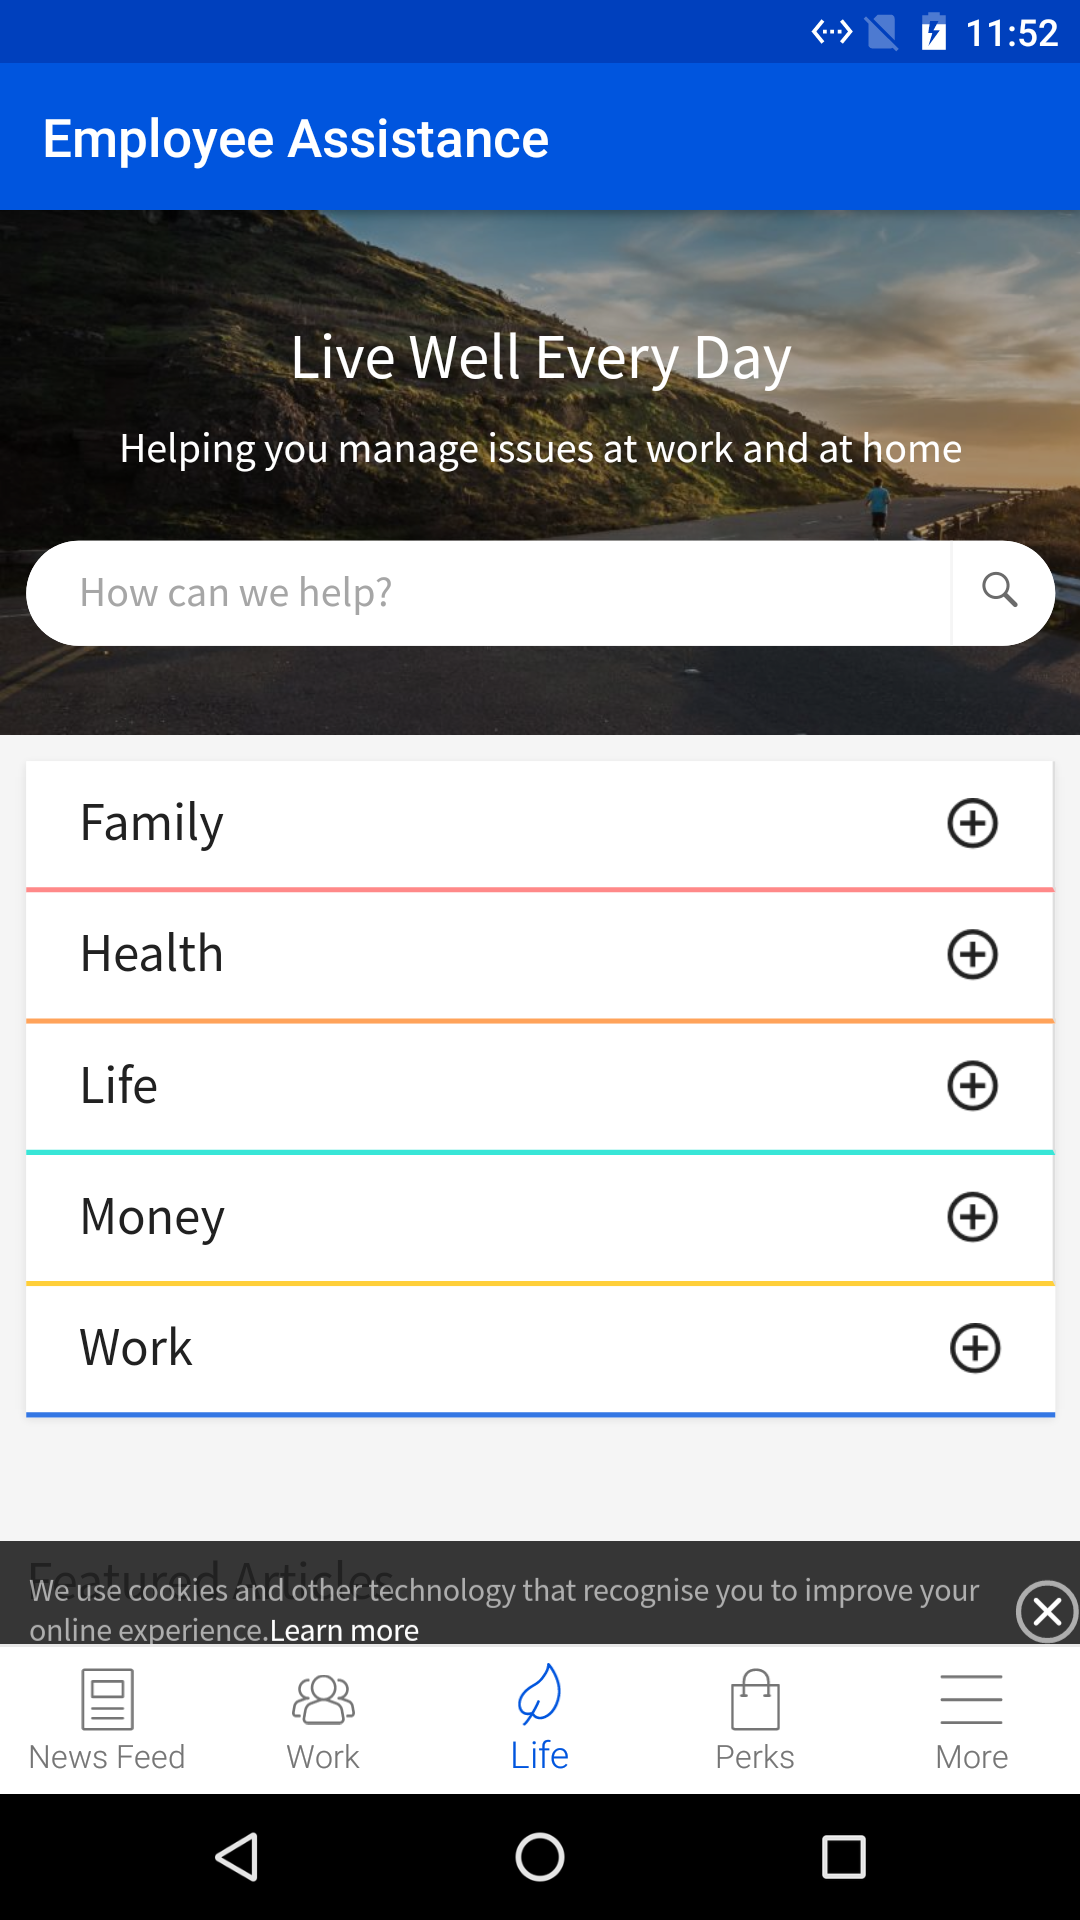 11:52
Employee Assistance
Live Well Every Day
Helping you manage issues at work and at home
How can we help?
Family
Health
Life
Money
Work
Featured Articles
We use cookies and other technology that recognise you to improve your
online experience.Learn more
News Feed
Work
Life
Perks
More